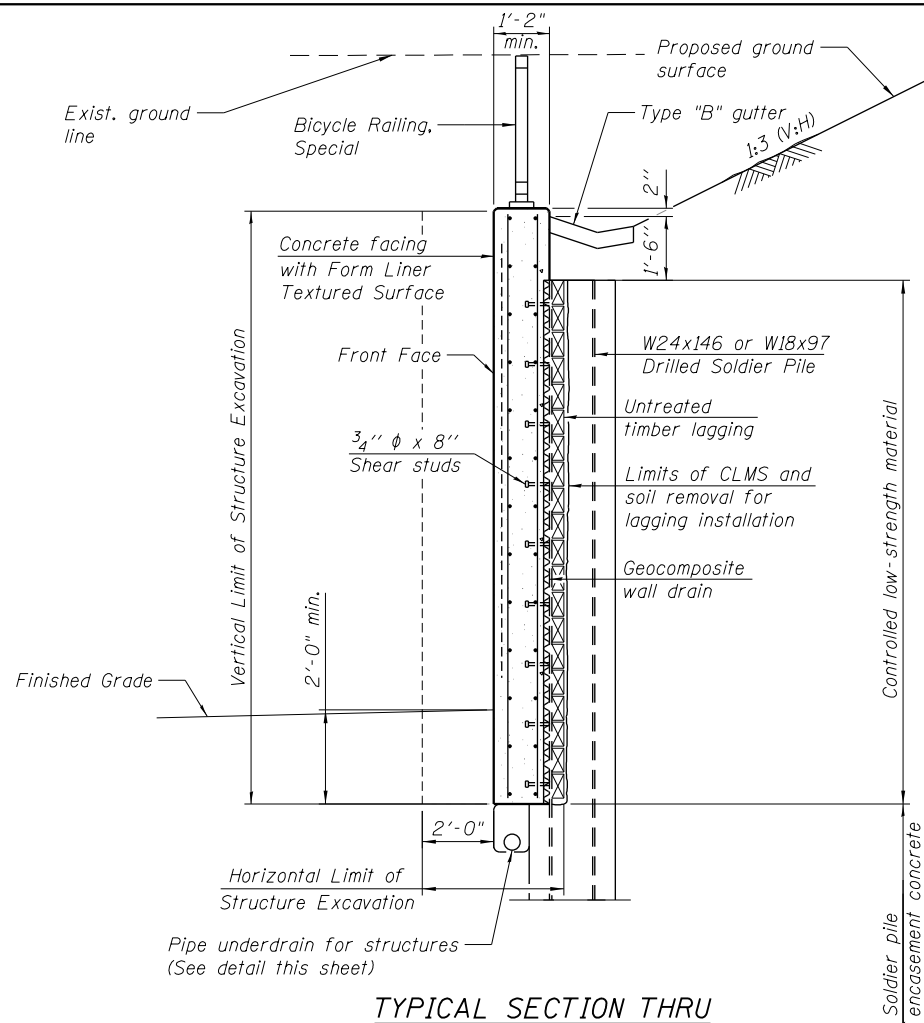 1'-2"
min.
Proposed ground
surface
Exist. ground
line
Bicycle Railing,
Special
Type "B" gutter
1:3 (V:H)
2"
1'-6"
Concrete facing
with Form Liner
Textured Surface
Front Face
W24x146 or W18x97
Drilled Soldier Pile
Untreated
timber lagging
3/4" ϕ x 8"
Shear studs
Limits of CLMS and
soil removal for
lagging installation
Geocomposite
wall drain
Vertical Limit of Structure Excavation
2'-0" min.
Controlled low-strength material
Finished Grade
2'-0"
Horizontal Limit of
Structure Excavation
Pipe underdrain for structures
(See detail this sheet)
Soldier pile
encasement concrete
TYPICAL SECTION THRU